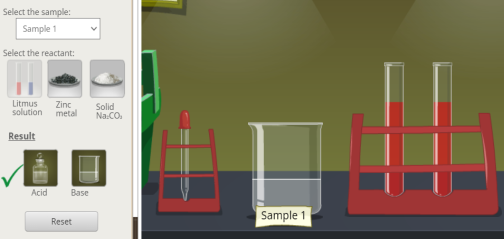 Select the sample:
Sample 1
Select the reactant:
Litmus solution
Zinc metal
Solid Na₂CO₃
Result
Acid
Base
Reset
Sample 1